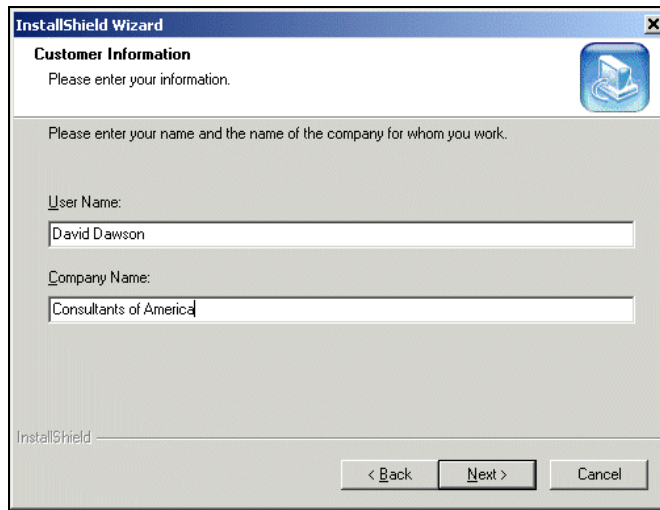 InstallShield Wizard
Customer Information
Please enter your information.
Please enter your name and the name of the company for whom you work.
User Name:
David Dawson
Company Name:
Consultants of America
InstallShield
< Back Next > Cancel